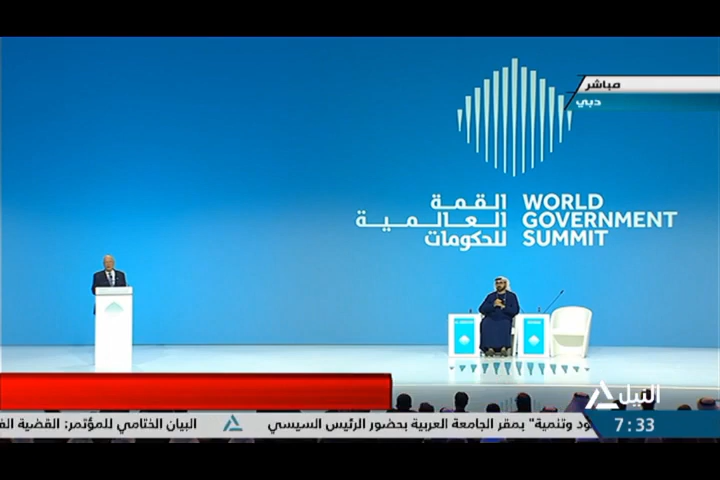 مباشر
دبي
القمة
العالمية
للحكومات
WORLD
GOVERNMENT
SUMMIT
النيل
ود وتنمية" بمقر الجامعة العربية بحضور الرئيس السيسي
البيان الختامي للمؤتمر: القضية الف
7:33